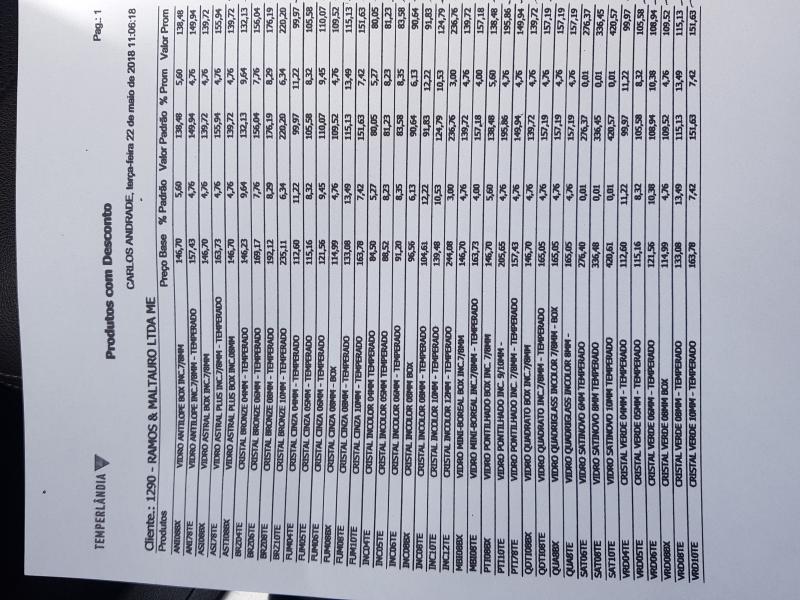 Pag.: 1
TEMPERLÂNDIA
Produtos com Desconto
CARLOS ANDRADE, terça-feira 22 de maio de 2018 11:06:18
Cliente.: 1290 - RAMOS & MALTAURO LTDA ME
Produtos Preço Base % Padrão Valor Padrão % Prom Valor Prom
ANI08BX VIDRO ANTILOPE BOX INC.7/8MM 146,70 5,60 138,48 5,60 138,48
ANI78TE VIDRO ANTILOPE INC.7/8MM - TEMPERADO 157,43 4,76 149,94 4,76 149,94
ASI08BX VIDRO ASTRAL BOX INC.7/8MM 146,70 4,76 139,72 4,76 139,72
ASI78TE VIDRO ASTRAL PLUS INC.7/8MM - TEMPERADO 163,73 4,76 155,94 4,76 155,94
ASTI08BX VIDRO ASTRAL PLUS BOX INC.08MM 146,70 4,76 139,72 4,76 139,72
BRZ04TE CRISTAL BRONZE 04MM - TEMPERADO 146,23 9,64 132,13 9,64 132,13
BRZ06TE CRISTAL BRONZE 06MM - TEMPERADO 169,17 7,76 156,04 7,76 156,04
BRZ08TE CRISTAL BRONZE 08MM - TEMPERADO 192,12 8,29 176,19 8,29 176,19
BRZ10TE CRISTAL BRONZE 10MM - TEMPERADO 235,11 6,34 220,20 6,34 220,20
FUM04TE CRISTAL CINZA 04MM - TEMPERADO 112,60 11,22 99,97 11,22 99,97
FUM05TE CRISTAL CINZA 05MM - TEMPERADO 115,16 8,32 105,58 8,32 105,58
FUM06TE CRISTAL CINZA 06MM - TEMPERADO 121,56 9,45 110,07 9,45 110,07
FUM08BX CRISTAL CINZA 08MM - BOX 114,99 4,76 109,52 4,76 109,52
FUM08TE CRISTAL CINZA 08MM - TEMPERADO 133,08 13,49 115,13 13,49 115,13
FUM10TE CRISTAL CINZA 10MM - TEMPERADO 163,78 7,42 151,63 7,42 151,63
INC04TE CRISTAL INCOLOR 04MM TEMPERADO 84,50 5,27 80,05 5,27 80,05
INC05TE CRISTAL INCOLOR 05MM TEMPERADO 88,52 8,23 81,23 8,23 81,23
INC06TE CRISTAL INCOLOR 06MM - TEMPERADO 91,20 8,35 83,58 8,35 83,58
INC08BX CRISTAL INCOLOR 08MM BOX 96,56 6,13 90,64 6,13 90,64
INC08TE CRISTAL INCOLOR 08MM - TEMPERADO 104,61 12,22 91,83 12,22 91,83
INC10TE CRISTAL INCOLOR 10MM - TEMPERADO 139,48 10,53 124,79 10,53 124,79
INC12TE CRISTAL INCOLOR 12MM - TEMPERADO 244,08 3,00 236,76 3,00 236,76
MBI08BX VIDRO MINI-BOREAL BOX INC.7/8MM 146,70 4,76 139,72 4,76 139,72
MBI08TE VIDRO MINI-BOREAL INC.7/8MM - TEMPERADO 163,73 4,00 157,18 4,00 157,18
PTI08BX VIDRO PONTILHADO BOX INC. 7/8MM 146,70 5,60 138,48 5,60 138,48
PTI10TE VIDRO PONTILHADO INC. 9/10MM - 205,65 4,76 195,86 4,76 195,86
PTI78TE VIDRO PONTILHADO INC. 7/8MM - TEMPERADO 157,43 4,76 149,94 4,76 149,94
QDTI08BX VIDRO QUADRATO BOX INC.7/8MM 146,70 4,76 139,72 4,76 139,72
QDTI08TE VIDRO QUADRATO INC.7/8MM - TEMPERADO 165,05 4,76 157,19 4,76 157,19
QUA8BX VIDRO QUADRIGLASS INCOLOR 7/8MM - BOX 165,05 4,76 157,19 4,76 157,19
QUA8TE VIDRO QUADRIGLASS INCOLOR 8MM - 165,05 4,76 157,19 4,76 157,19
SAT06TE VIDRO SATINOVO 6MM TEMPERADO 276,40 0,01 276,37 0,01 276,37
SAT08TE VIDRO SATINOVO 8MM TEMPERADO 336,48 0,01 336,45 0,01 336,45
SAT10TE VIDRO SATINOVO 10MM TEMPERADO 420,61 0,01 420,57 0,01 420,57
VRD04TE CRISTAL VERDE 04MM - TEMPERADO 112,60 11,22 99,97 11,22 99,97
VRD05TE CRISTAL VERDE 05MM - TEMPERADO 115,16 8,32 105,58 8,32 105,58
VRD06TE CRISTAL VERDE 06MM - TEMPERADO 121,56 10,38 108,94 10,38 108,94
VRD08BX CRISTAL VERDE 08MM BOX 114,99 4,76 109,52 4,76 109,52
VRD08TE CRISTAL VERDE 08MM - TEMPERADO 133,08 13,49 115,13 13,49 115,13
VRD10TE CRISTAL VERDE 10MM - TEMPERADO 163,78 7,42 151,63 7,42 151,63